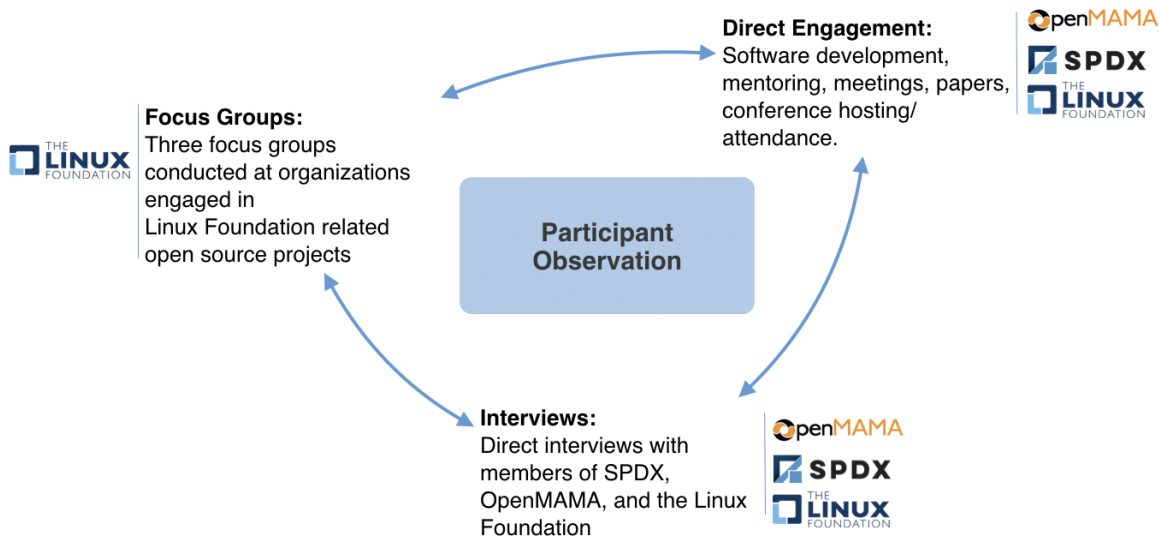 Direct Engagement:
Software development,
mentoring, meetings, papers,
conference hosting/
attendance.
OpenMAMA
SPDX
THE
LINUX
FOUNDATION
THE
LINUX
FOUNDATION
Focus Groups:
Three focus groups
conducted at organizations
engaged in
Linux Foundation related
open source projects
Participant
Observation
Interviews:
Direct interviews with
members of SPDX,
OpenMAMA, and the Linux
Foundation
OpenMAMA
SPDX
THE
LINUX
FOUNDATION